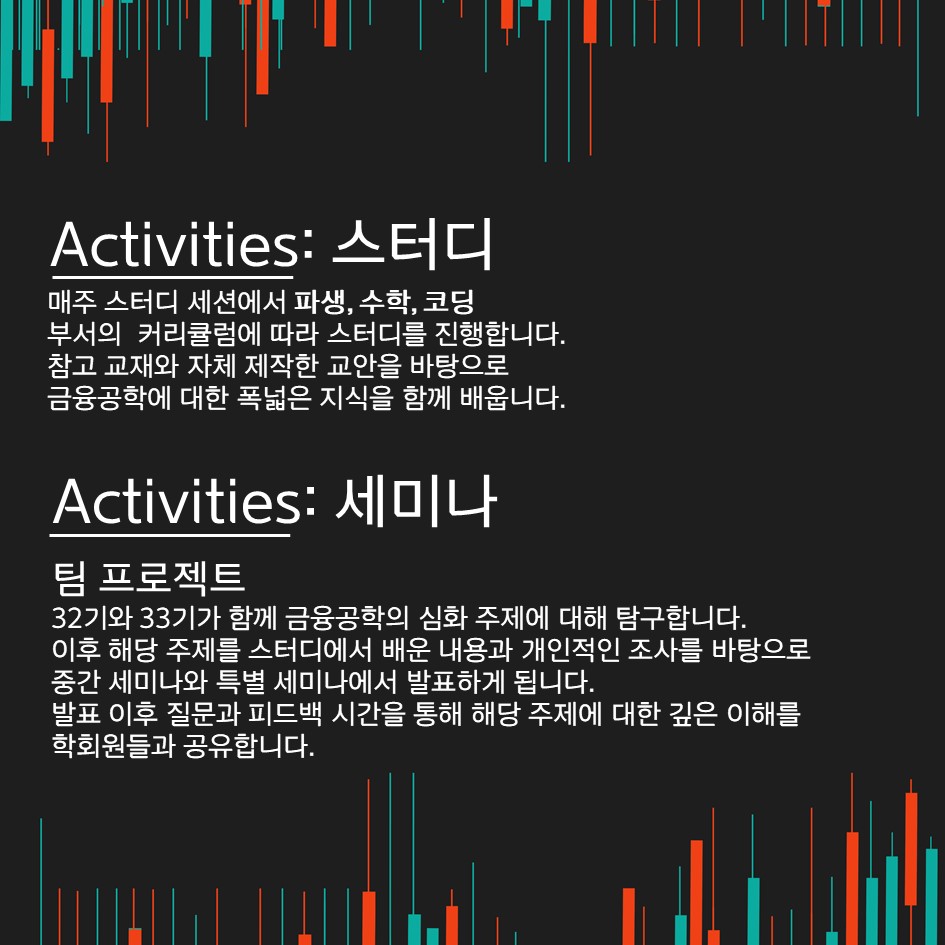 Activities: 스터디
매주 스터디 세션에서 파생, 수학, 코딩
부서의 커리큘럼에 따라 스터디를 진행합니다.
참고 교재와 자체 제작한 교안을 바탕으로
금융공학에 대한 폭넓은 지식을 함께 배웁니다.
Activities: 세미나
팀 프로젝트
32기와 33기가 함께 금융공학의 심화 주제에 대해 탐구합니다.
이후 해당 주제를 스터디에서 배운 내용과 개인적인 조사를 바탕으로
중간 세미나와 특별 세미나에서 발표하게 됩니다.
발표 이후 질문과 피드백 시간을 통해 해당 주제에 대한 깊은 이해를
학회원들과 공유합니다.